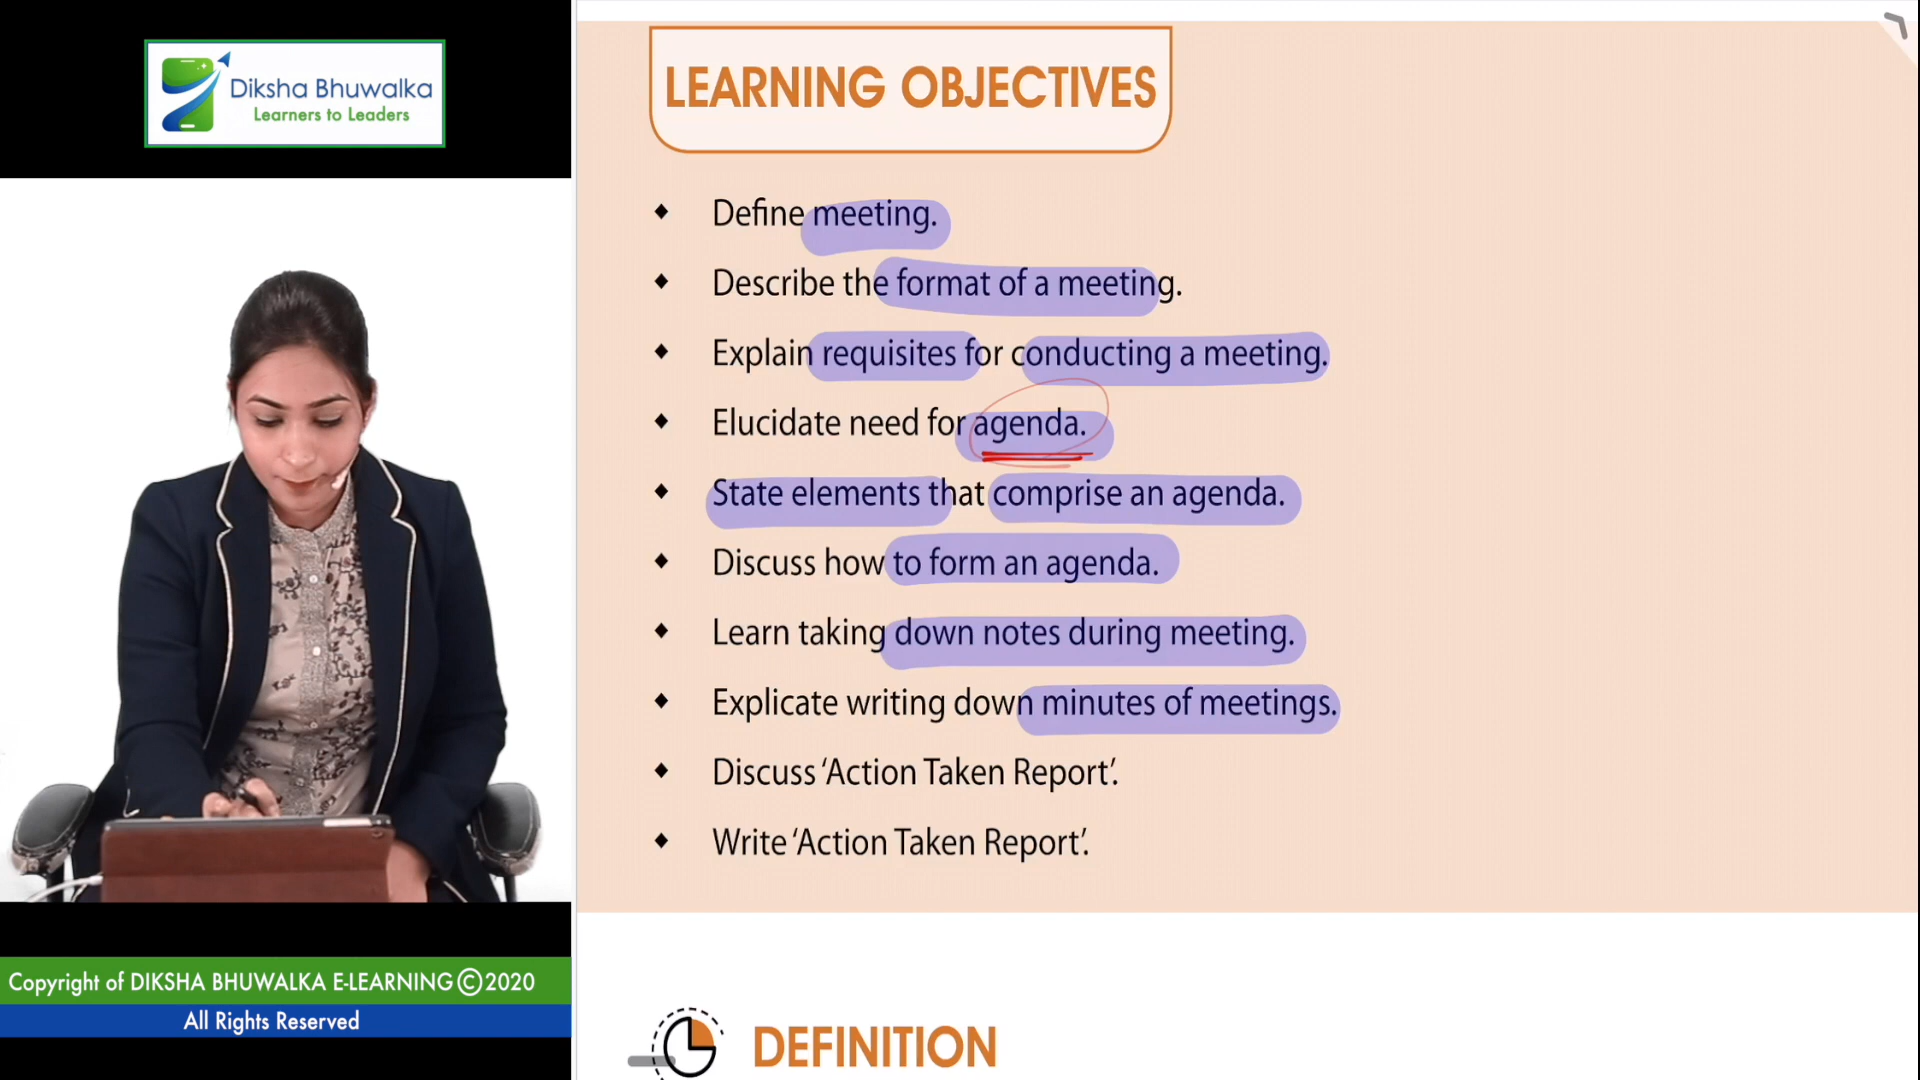 Diksha Bhuwalka
Learners to Leaders
LEARNING OBJECTIVES
Define meeting.
Describe the format of a meeting.
Explain requisites for conducting a meeting.
Elucidate need for agenda.
State elements that comprise an agenda.
Discuss how to form an agenda.
Learn taking down notes during meeting.
Explicate writing down minutes of meetings.
Discuss ‘Action Taken Report’.
Write ‘Action Taken Report’.
Copyright of DIKSHA BHUWALKA E-LEARNING©2020
All Rights Reserved
DEFINITION